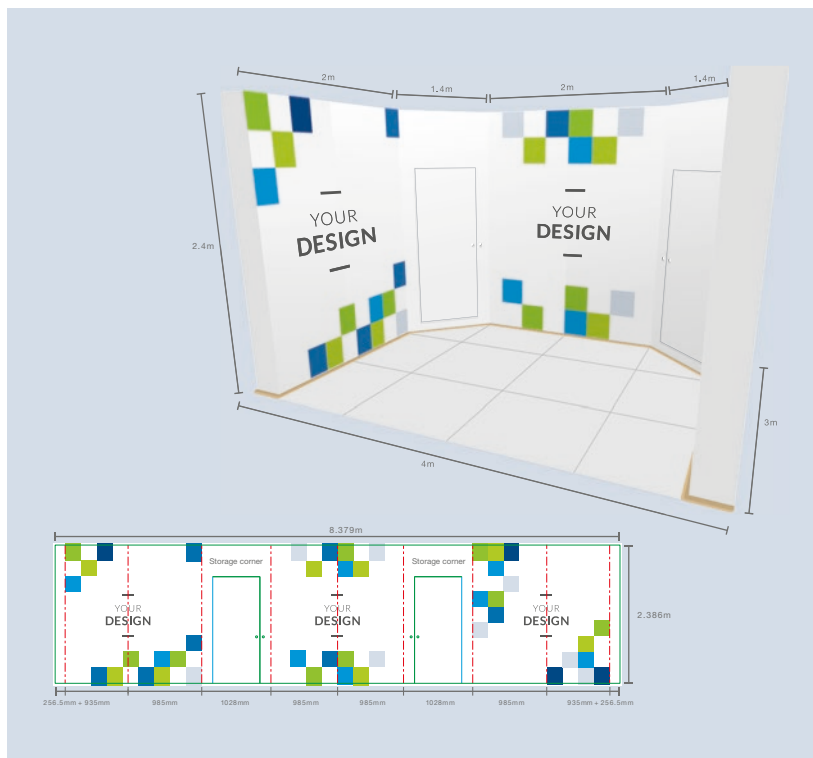 2m
1.4m
2m
1.4m
YOUR
DESIGN
YOUR
DESIGN
2.4m
3m
4m
8.379m
Storage corner
Storage corner
YOUR
DESIGN
YOUR
DESIGN
YOUR
DESIGN
2.386m
256.5mm + 935mm
985mm
1028mm
985mm
985mm
1028mm
985mm
935mm + 256.5mm